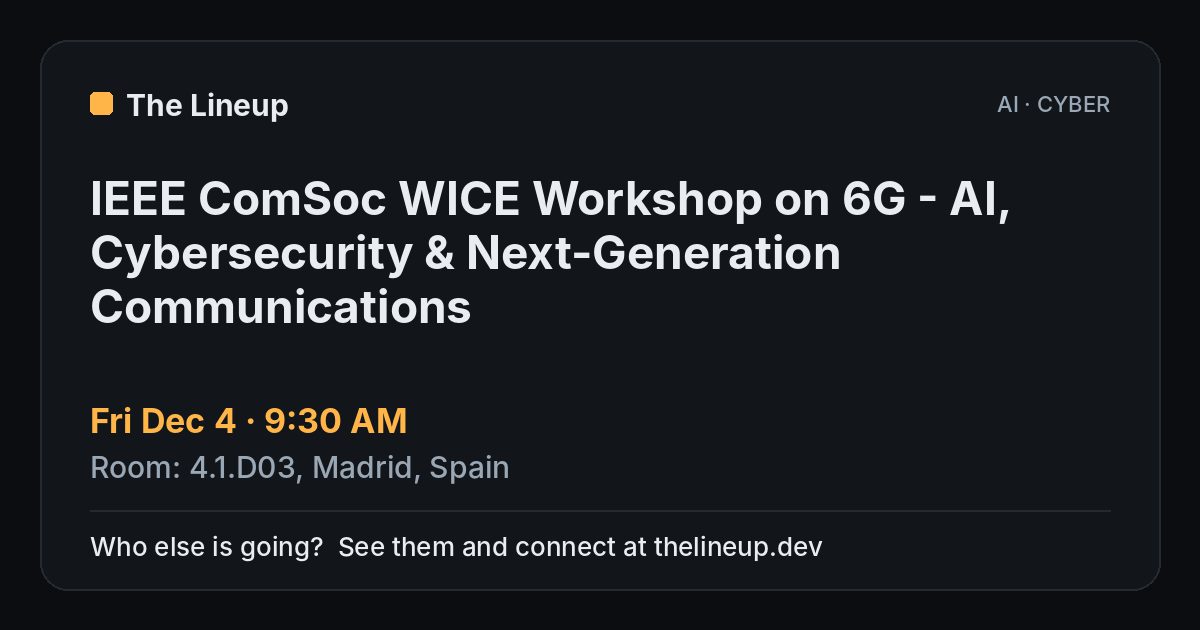 The Lineup
AI · CYBER
IEEE ComSoc WICE Workshop on 6G - AI,
Cybersecurity & Next-Generation
Communications
Fri Dec 4 · 9:30 AM
Room: 4.1.D03, Madrid, Spain
Who else is going?  See them and connect at thelineup.dev